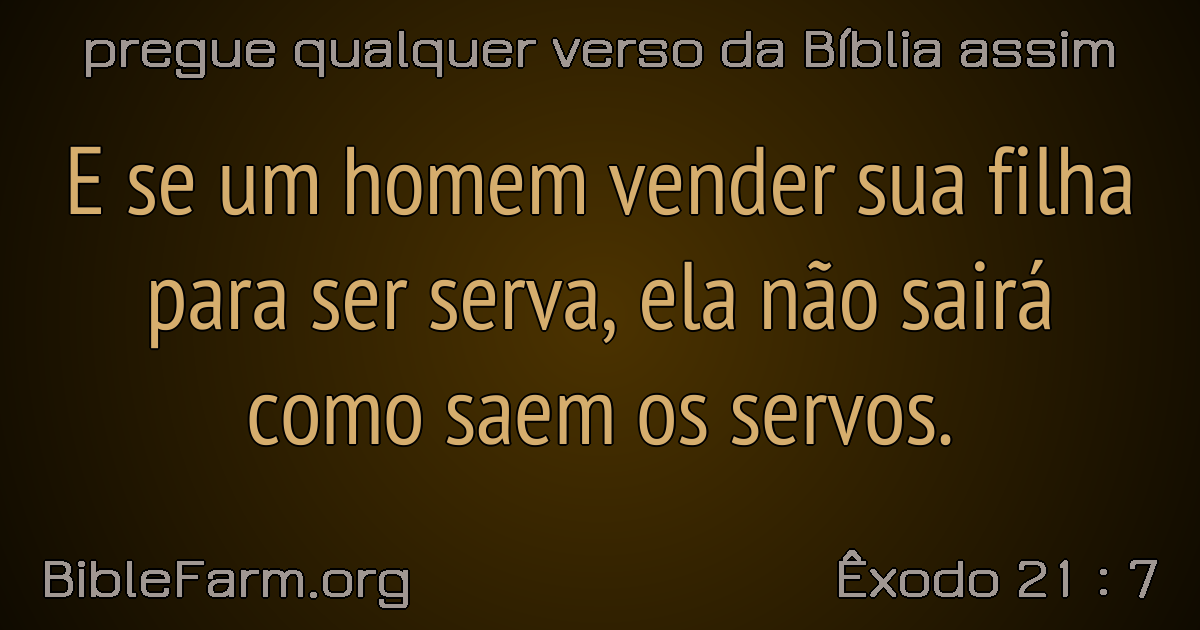 pregue qualquer verso da Bíblia assim
E se um homem vender sua filha
para ser serva, ela não sairá
como saem os servos.
BibleFarm.org
Êxodo 21 : 7